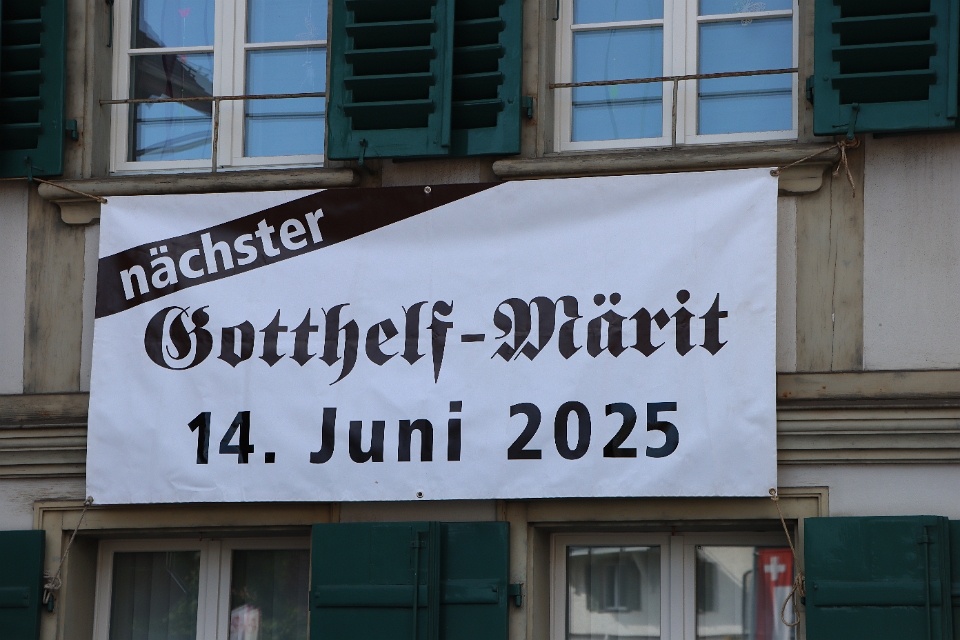 nächster
Gotthelf-Märit
14. Juni 2025